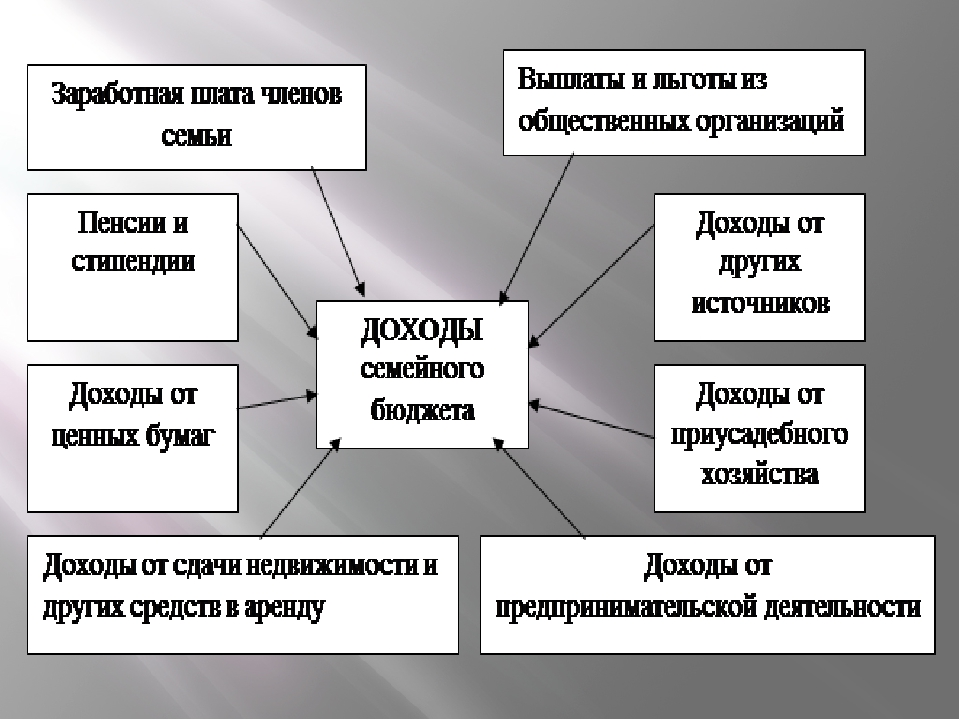 Заработная плата членов
семьи
Выплаты и льготы из
общественных организаций
Пенсии и
стипендии
Доходы от
других
источников
ДОХОДЫ
семейного
бюджета
Доходы от
ценных бумаг
Доходы от
приусадебного
хозяйства
Доходы от сдачи недвижимости и
других средств в аренду
Доходы от
предпринимательской деятельности